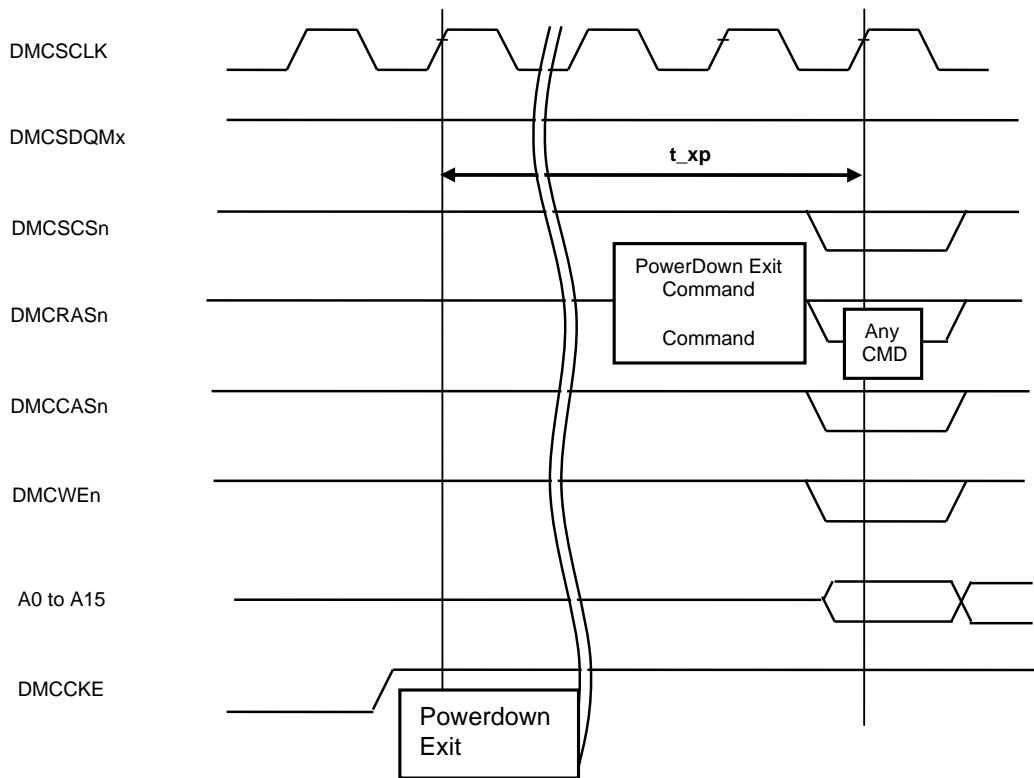 DMCSCLK
DMCSDQMx
t_xp
DMCSCSn
PowerDown Exit
Command
DMCRASn
Command
Any
CMD
DMCCASn
DMCWEn
A0 to A15
DMCCKE
Powerdown
Exit